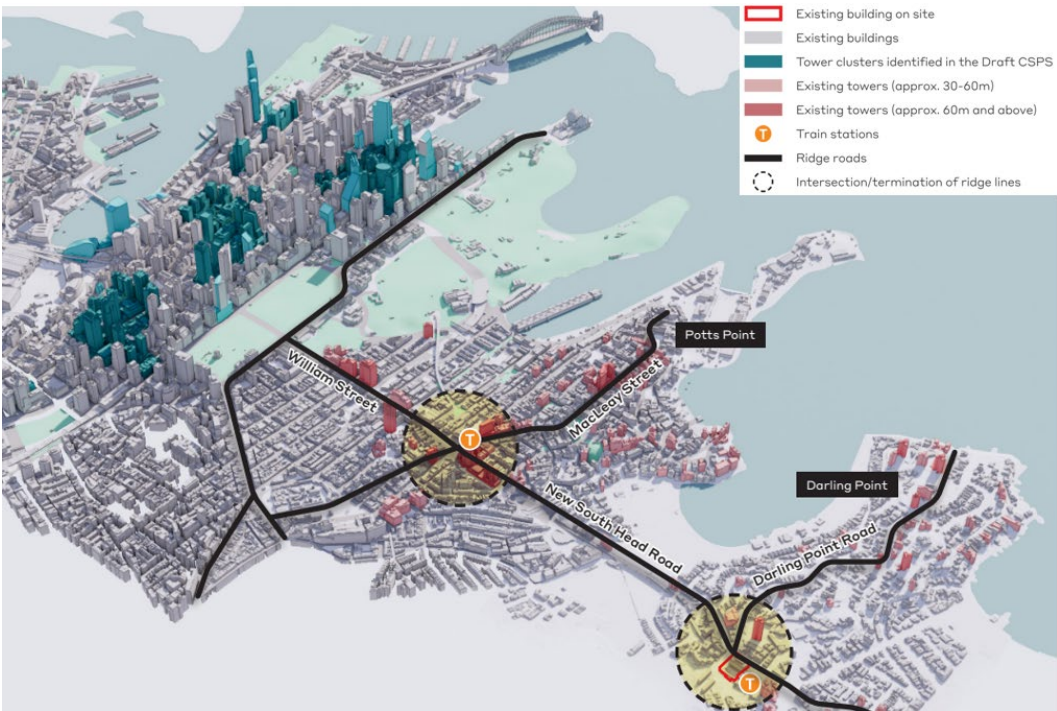 Existing building on site
Existing buildings
Tower clusters identified in the Draft CSPS
Existing towers (approx. 30-60m)
Existing towers (approx. 60m and above)
T
Train stations
Ridge roads
Intersection/termination of ridge lines
Potts Point
William Street
MacLeay Street
T
Darling Point
New South Head Road
Darling Point Road
T